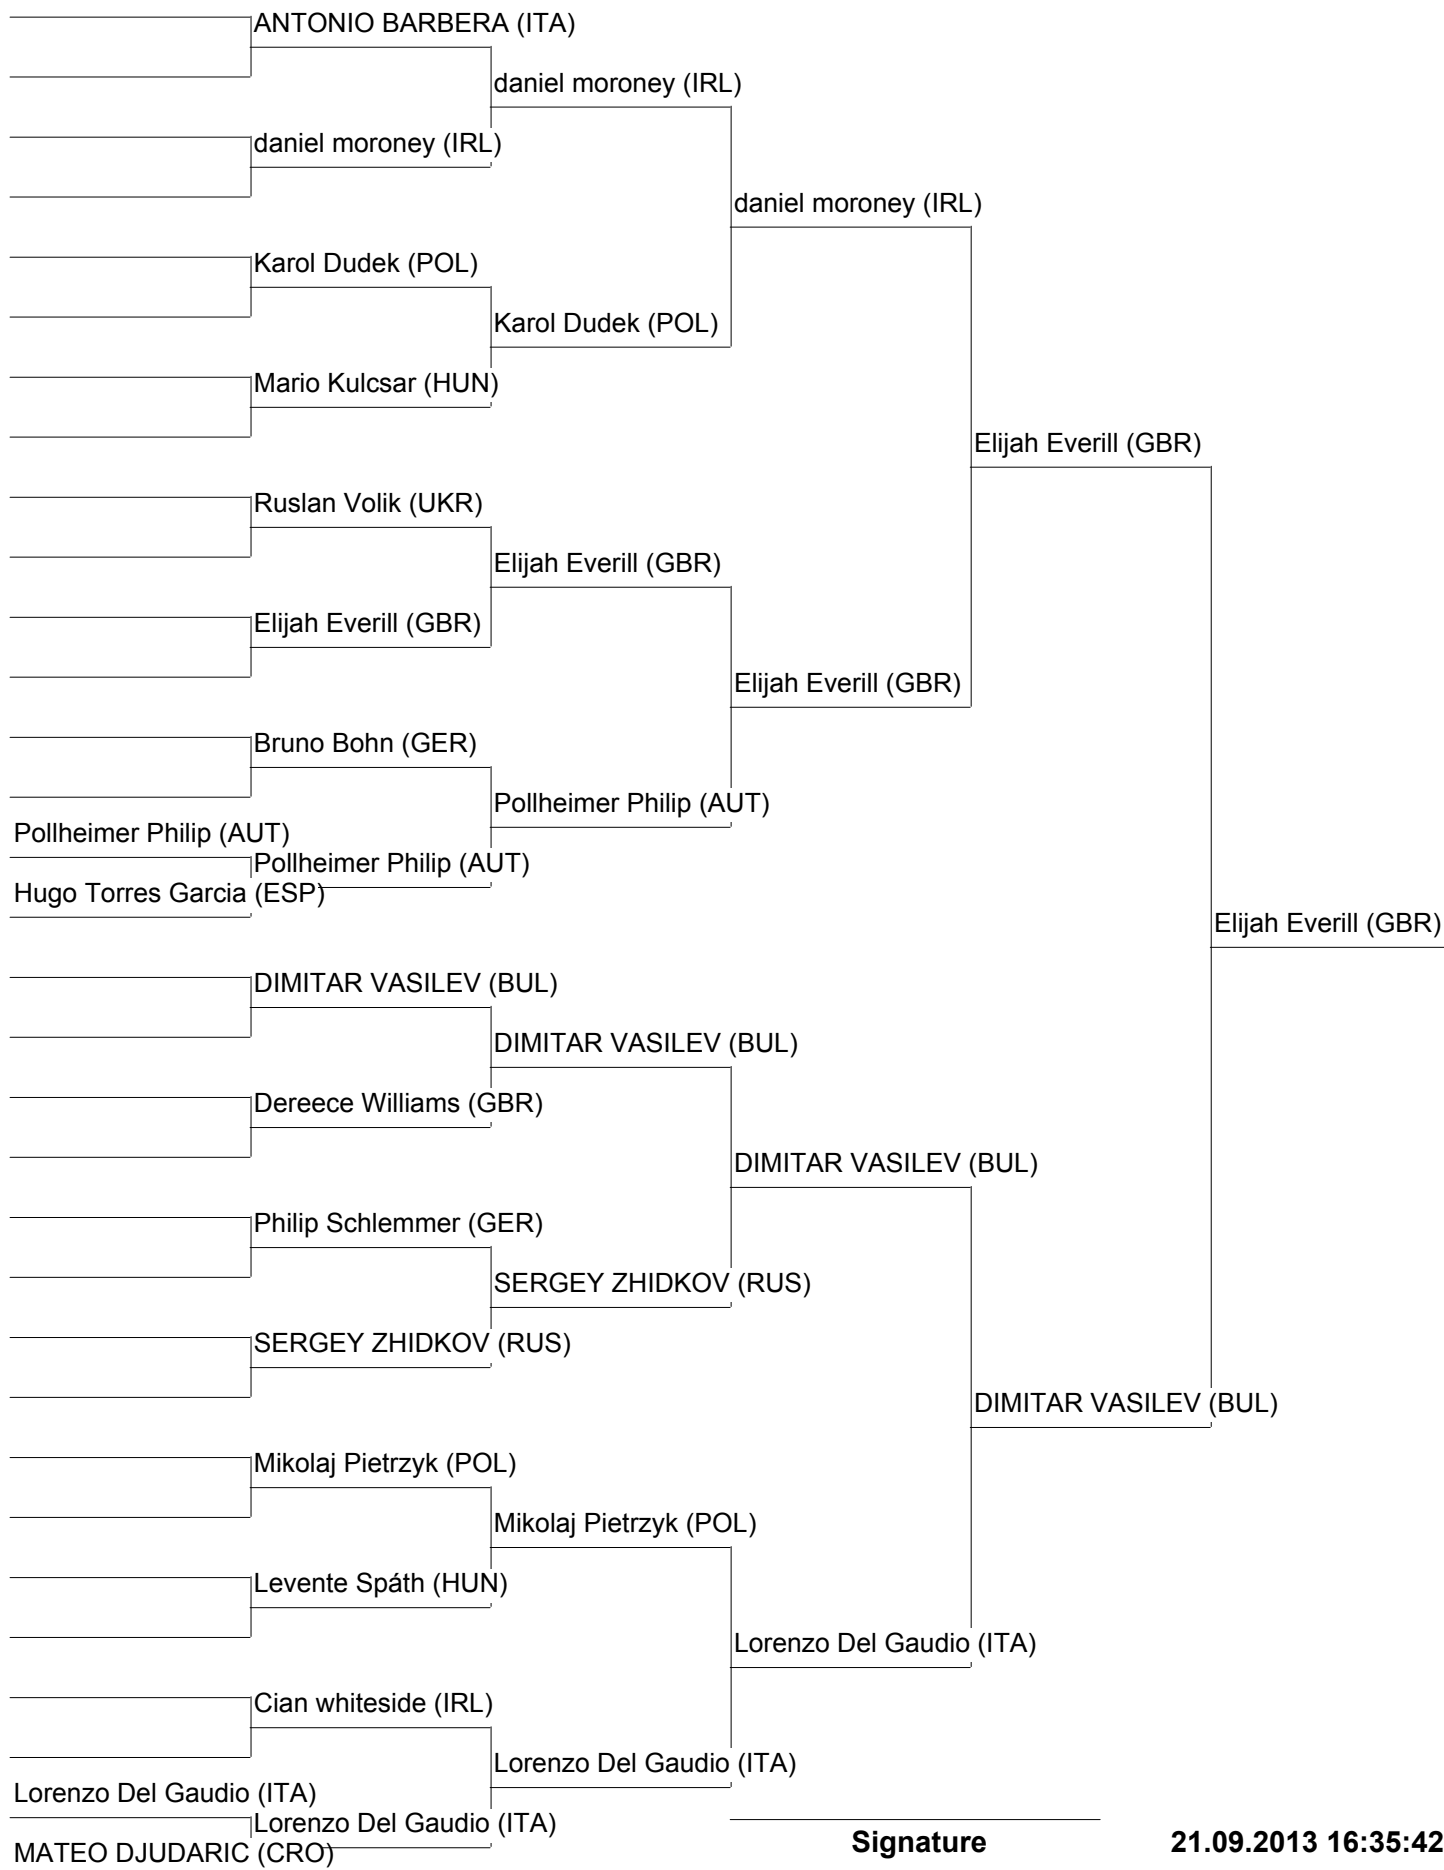 ANTONIO BARBERA (ITA)
daniel moroney (IRL)
daniel moroney (IRL)
daniel moroney (IRL)
Karol Dudek (POL)
Karol Dudek (POL)
Mario Kulcsar (HUN)
Elijah Everill (GBR)
Ruslan Volik (UKR)
Elijah Everill (GBR)
Elijah Everill (GBR)
Elijah Everill (GBR)
Bruno Bohn (GER)
Pollheimer Philip (AUT)
Pollheimer Philip (AUT)
Pollheimer Philip (AUT)
Hugo Torres Garcia (ESP)
Elijah Everill (GBR)
DIMITAR VASILEV (BUL)
DIMITAR VASILEV (BUL)
Dereece Williams (GBR)
DIMITAR VASILEV (BUL)
Philip Schlemmer (GER)
SERGEY ZHIDKOV (RUS)
SERGEY ZHIDKOV (RUS)
DIMITAR VASILEV (BUL)
Mikolaj Pietrzyk (POL)
Mikolaj Pietrzyk (POL)
Levente Späth (HUN)
Lorenzo Del Gaudio (ITA)
Cian whiteside (IRL)
Lorenzo Del Gaudio (ITA)
Lorenzo Del Gaudio (ITA)
Lorenzo Del Gaudio (ITA)
MATEO DJUDARIC (CRO)
Signature 21.09.2013 16:35:42